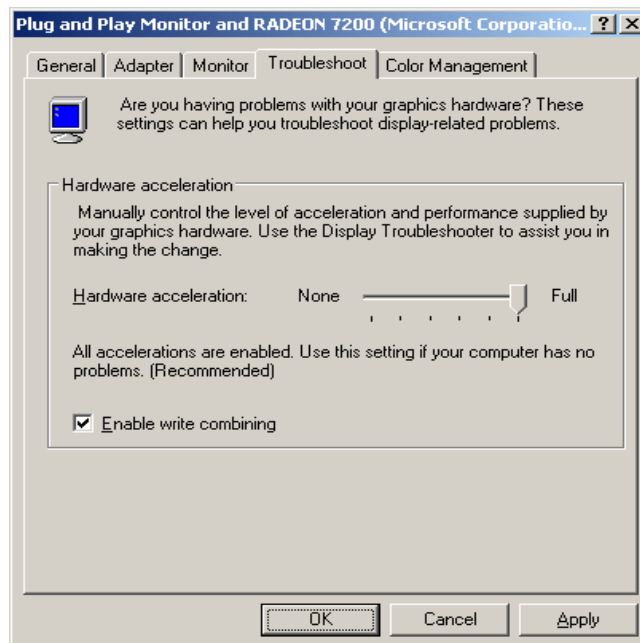 Plug and Play Monitor and RADEON 7200 (Microsoft Corporatio...
General Adapter Monitor Troubleshoot Color Management
Are you having problems with your graphics hardware? These
settings can help you troubleshoot display-related problems.
Hardware acceleration
Manually control the level of acceleration and performance supplied by
your graphics hardware. Use the Display Troubleshooter to assist you in
making the change.
Hardware acceleration: None Full
All accelerations are enabled. Use this setting if your computer has no
problems. (Recommended)
Enable write combining
OK Cancel Apply